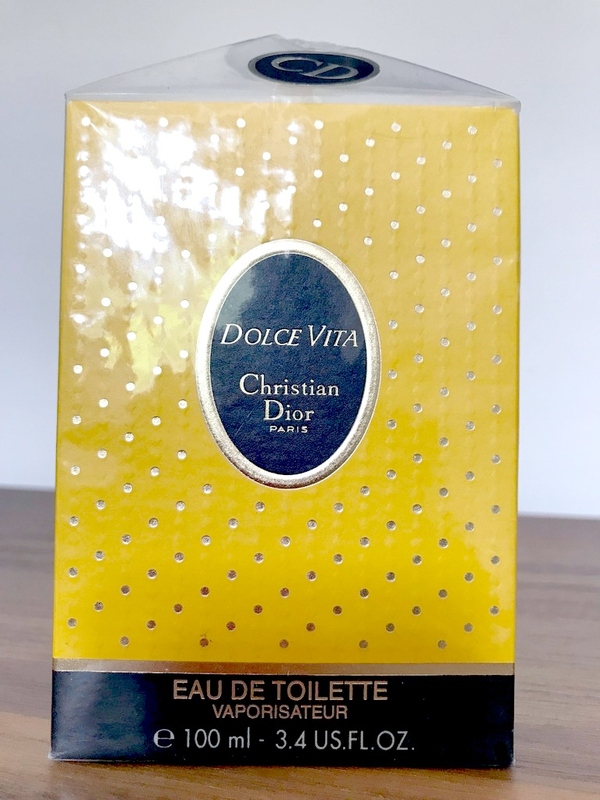 CD
DOLCE VITA
Christian
Dior
PARIS
EAU DE TOILETTE
VAPORISATEUR
℮ 100 ml - 3.4 US.FL.OZ.